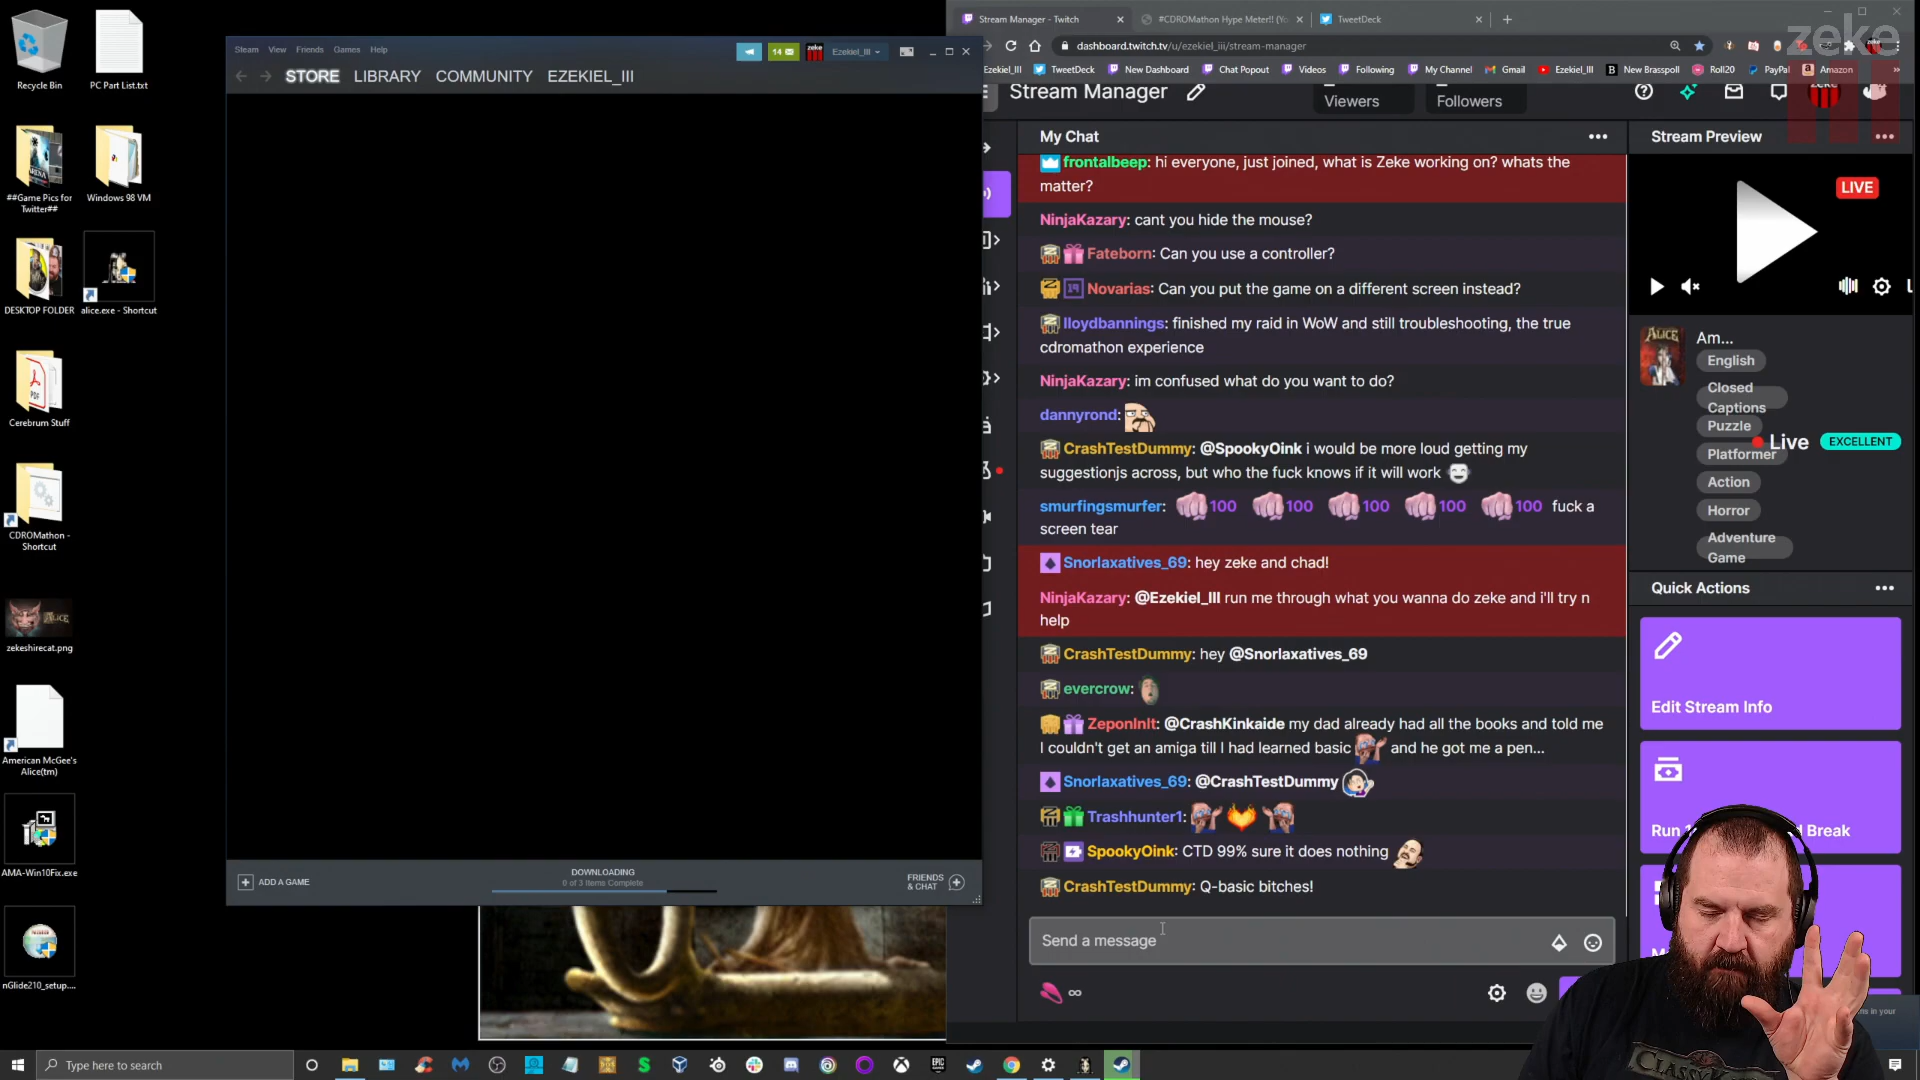 Recycle Bin
PC Part List.txt
##Game Pics for
Twitter##
Windows 98 VM
DESKTOP FOLDER
alice.exe - Shortcut
Cerebrum Stuff
CDROMathon -
Shortcut
zekeshirecat.png
American McGee's
Alice(tm)
AMA-Win10Fix.exe
nGlide210_setup....
Steam View Friends Games Help
14
Ezekiel_III
STORE LIBRARY COMMUNITY EZEKIEL_III
ADD A GAME
DOWNLOADING
0 of 3 Items Complete
FRIENDS
& CHAT
Stream Manager - Twitch
#CDROMathon Hype Meter!! (Yo
TweetDeck
zeke
dashboard.twitch.tv/u/ezekiel_iii/stream-manager
Ezekiel_III TweetDeck New Dashboard Chat Popout Videos Following My Channel Gmail Ezekiel_III New Brasspoll Roll20 PayPal Amazon
Stream Manager
Viewers
Followers
My Chat
frontalbeep: hi everyone, just joined, what is Zeke working on? whats the
matter?
NinjaKazary: cant you hide the mouse?
Fateborn: Can you use a controller?
Novarias: Can you put the game on a different screen instead?
lloydbannings: finished my raid in WoW and still troubleshooting, the true
cdromathon experience
NinjaKazary: im confused what do you want to do?
dannyrond:
CrashTestDummy: @SpookyOink i would be more loud getting my
suggestionjs across, but who the fuck knows if it will work
smurfingsmurfer: 100 100 100 100 100 fuck a
screen tear
Snorlaxatives_69: hey zeke and chad!
NinjaKazary: @Ezekiel_III run me through what you wanna do zeke and i'll try n
help
CrashTestDummy: hey @Snorlaxatives_69
evercrow:
ZeponInIt: @CrashKinkaide my dad already had all the books and told me
I couldn't get an amiga till I had learned basic and he got me a pen...
Snorlaxatives_69: @CrashTestDummy
Trashhunter1:
SpookyOink: CTD 99% sure it does nothing
CrashTestDummy: Q-basic bitches!
Send a message
∞
Stream Preview
LIVE
ALICE
Am...
English
Closed
Captions
Puzzle
Platformer
Action
Horror
Adventure
Game
Live
EXCELLENT
Quick Actions
Edit Stream Info
Break
Type here to search